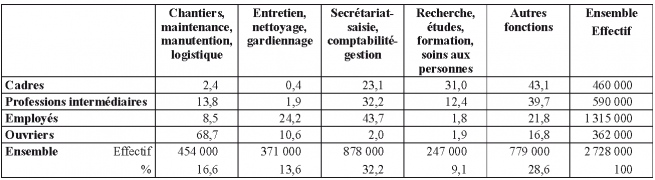 Chantiers, maintenance, manutention, logistique
Entretien, nettoyage, gardiennage
Secrétariat-saisie, comptabilité-gestion
Recherche, études, formation, soins aux personnes
Autres fonctions
Ensemble Effectif
Cadres 2,4 0,4 23,1 31,0 43,1 460 000
Professions intermédiaires 13,8 1,9 32,2 12,4 39,7 590 000
Employés 8,5 24,2 43,7 1,8 21,8 1 315 000
Ouvriers 68,7 10,6 2,0 1,9 16,8 362 000
Ensemble Effectif 454 000 371 000 878 000 247 000 779 000 2 728 000
% 16,6 13,6 32,2 9,1 28,6 100